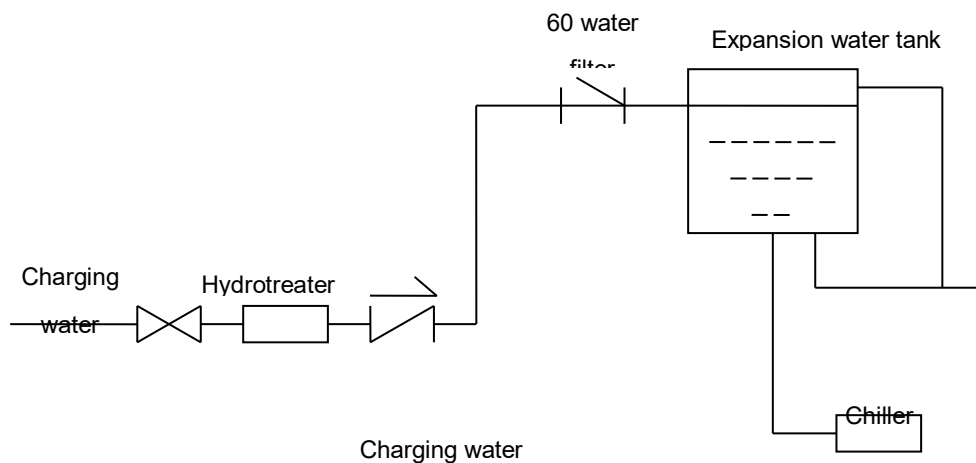 60 water
filter
Expansion water tank
Charging
water
Hydrotreater
Chiller
Charging water